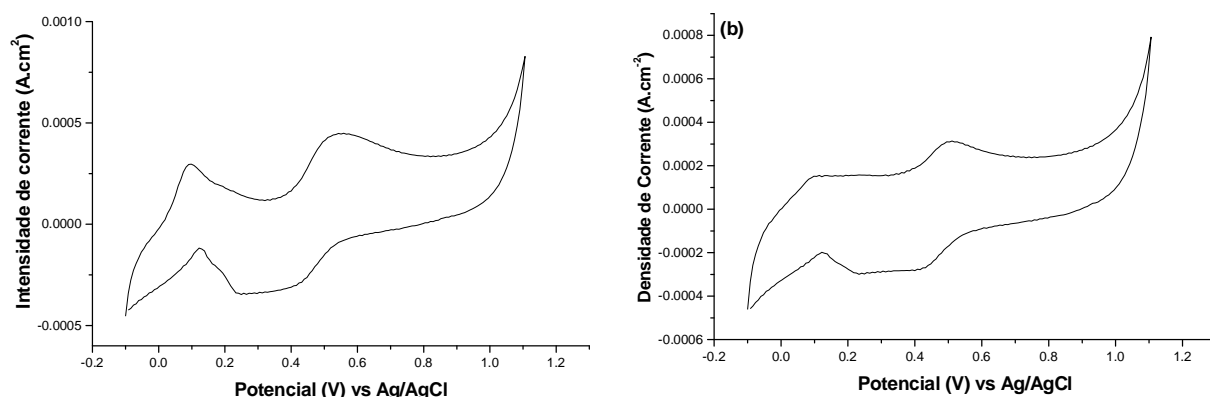 0.0010
0.0005
0.0000
-0.0005
Intensidade de corrente (A.cm²)
-0.2 0.0 0.2 0.4 0.6 0.8 1.0 1.2
Potencial (V) vs Ag/AgCl
(b)
0.0008
0.0006
0.0004
0.0002
0.0000
-0.0002
-0.0004
-0.0006
Densidade de Corrente (A.cm⁻²)
-0.2 0.0 0.2 0.4 0.6 0.8 1.0 1.2
Potencial (V) vs Ag/AgCl